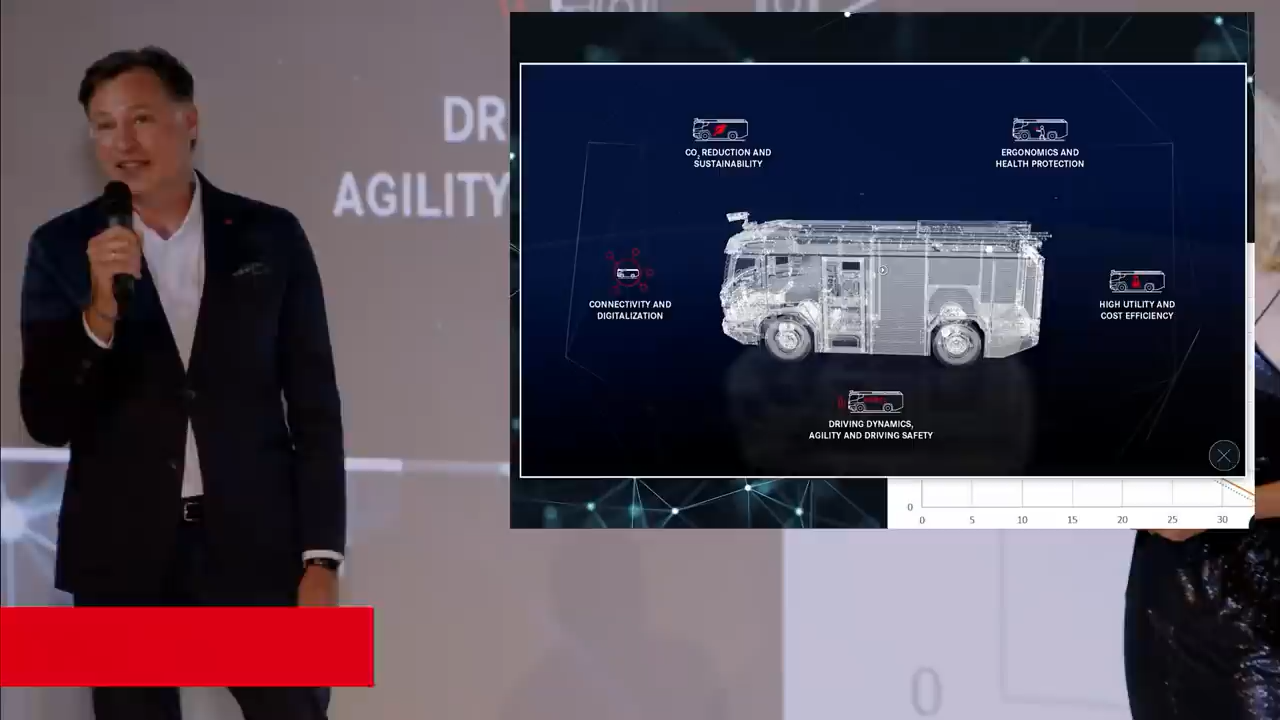 DR
AGILITY
CO2 REDUCTION AND
SUSTAINABILITY
ERGONOMICS AND
HEALTH PROTECTION
CONNECTIVITY AND
DIGITALIZATION
HIGH UTILITY AND
COST EFFICIENCY
DRIVING DYNAMICS,
AGILITY AND DRIVING SAFETY
0
0 5 10 15 20 25 30
0